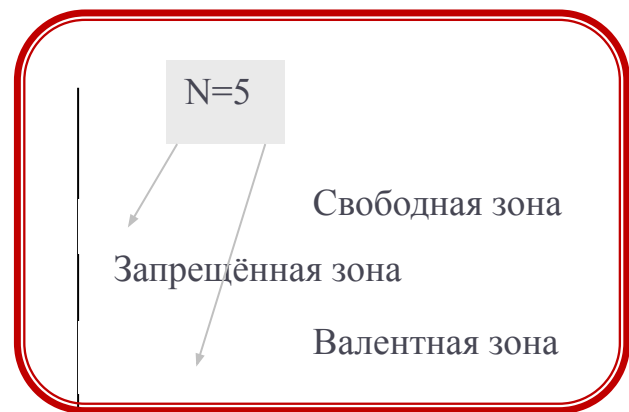 N=5
Свободная зона
Запрещённая зона
Валентная зона